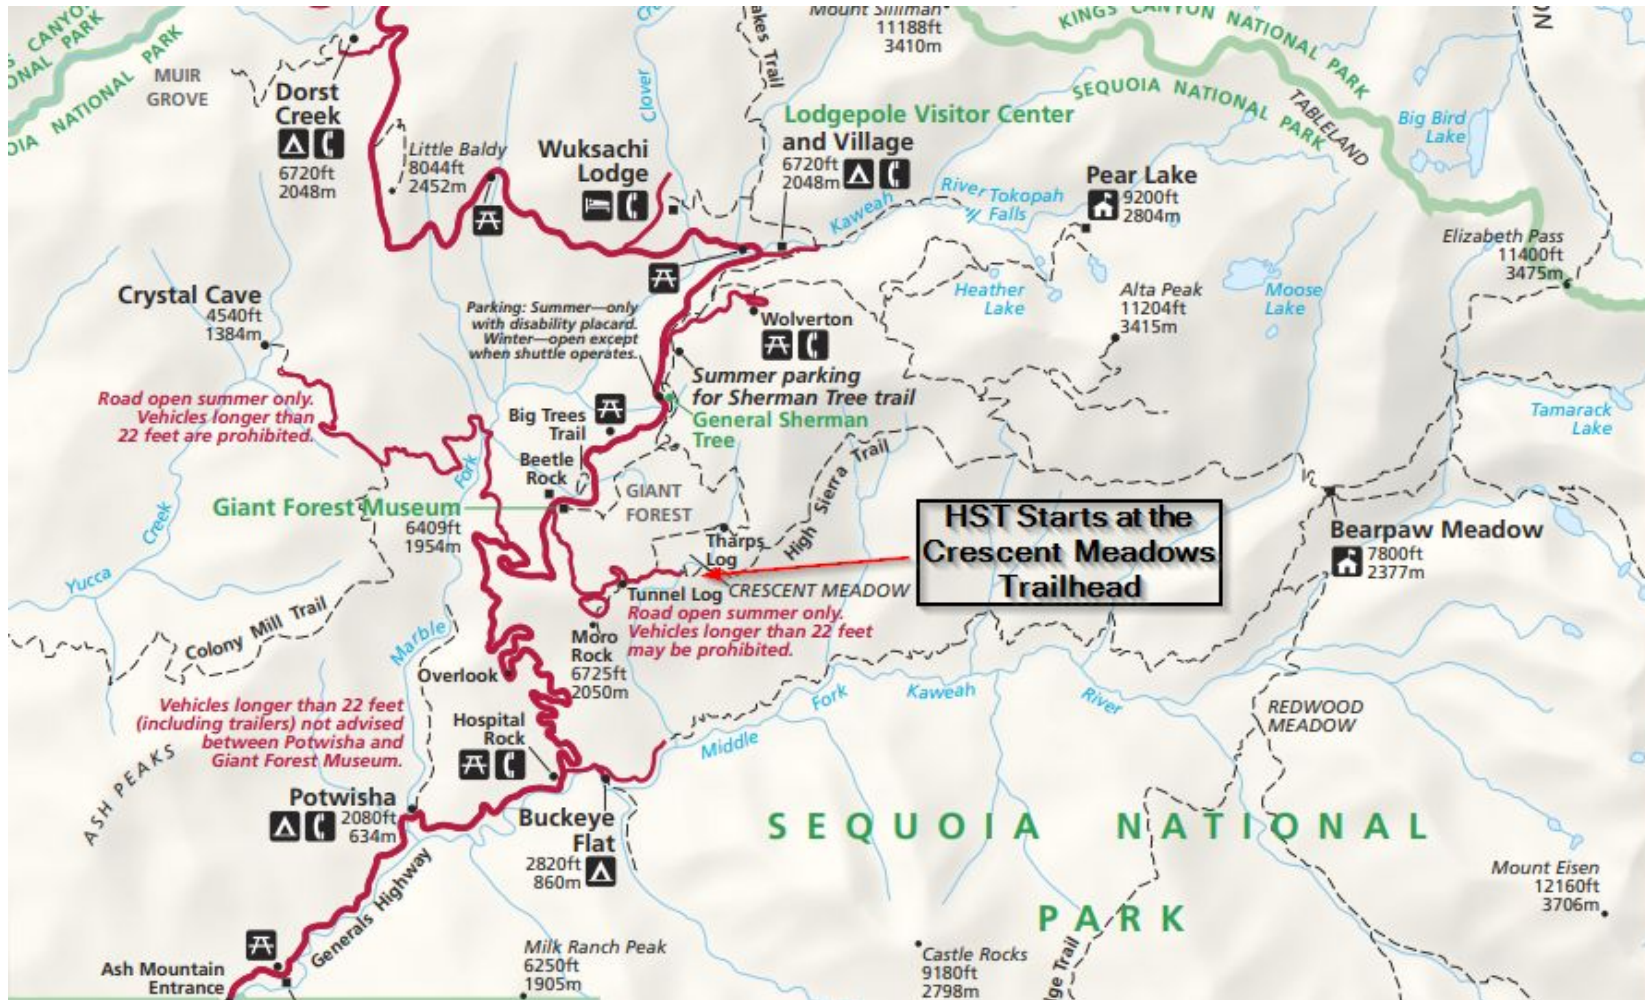 Mount Silliman
11188ft
3410m
KINGS CANYON NATIONAL PARK
SEQUOIA NATIONAL PARK
CANYON
ONAL PARK
NATIONAL PARK
MUIR
GROVE
Dorst
Creek
6720ft
2048m
Little Baldy
8044ft
2452m
Wuksachi
Lodge
Clover
akes Trail
Lodgepole Visitor Center
and Village
6720ft
2048m
Kaweah
River
Tokopah
Falls
Pear Lake
9200ft
2804m
TABLELAND
Big Bird
Lake
ON
Elizabeth Pass
11400ft
3475m
Crystal Cave
4540ft
1384m
Parking: Summer—only
with disability placard.
Winter—open except
when shuttle operates.
Wolverton
Heather
Lake
Alta Peak
11204ft
3415m
Moose
Lake
Summer parking
for Sherman Tree trail
General Sherman
Tree
Road open summer only.
Vehicles longer than
22 feet are prohibited.
Big Trees
Trail
Beetle
Rock
Tamarack
Lake
Fork
Giant Forest Museum
6409ft
1954m
GIANT
FOREST
High Sierra Trail
HST Starts at the
Crescent Meadows
Trailhead
Bearpaw Meadow
7800ft
2377m
Creek
Yucca
Tharps
Log
CRESCENT MEADOW
Tunnel Log
Road open summer only.
Vehicles longer than 22 feet
may be prohibited.
Colony Mill Trail
Marble
Moro
Rock
6725ft
2050m
Overlook
Vehicles longer than 22 feet
(including trailers) not advised
between Potwisha and
Giant Forest Museum.
Hospital
Rock
Middle
Fork
Kaweah
River
REDWOOD
MEADOW
ASH PEAKS
Potwisha
2080ft
634m
Buckeye
Flat
2820ft
860m
SEQUOIA NATIONAL
PARK
Mount Eisen
12160ft
3706m
Generals Highway
Ash Mountain
Entrance
Milk Ranch Peak
6250ft
1905m
Castle Rocks
9180ft
2798m
ge Trail